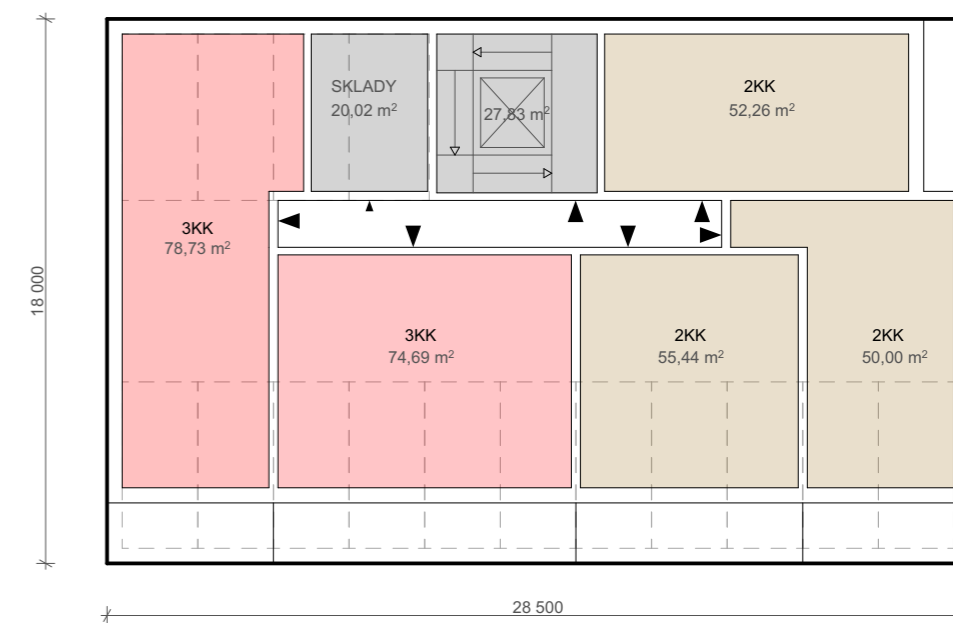 SKLADY
20,02 m²
27,83 m²
2KK
52,26 m²
3KK
78,73 m²
3KK
74,69 m²
2KK
55,44 m²
2KK
50,00 m²
18 000
28 500